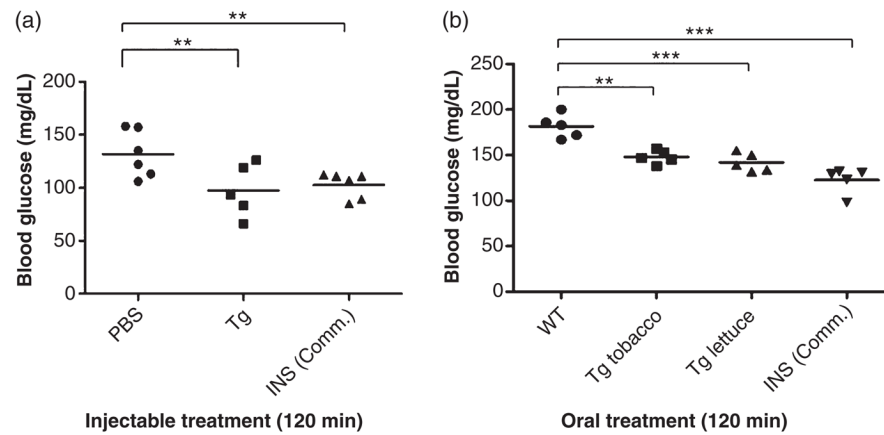 (a)
**
**
Blood glucose (mg/dL)
200
150
100
50
0
PBS
Tg
INS (Comm.)
Injectable treatment (120 min)
(b)
***
***
**
Blood glucose (mg/dL)
250
200
150
100
50
0
WT
Tg tobacco
Tg lettuce
INS (Comm.)
Oral treatment (120 min)